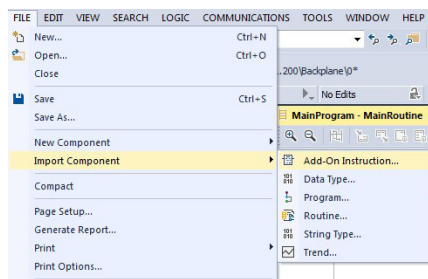 FILE EDIT VIEW SEARCH LOGIC COMMUNICATIONS TOOLS WINDOW HELP
New... Ctrl+N
Open... Ctrl+O
Close
.200\Backplane\0*
Save Ctrl+S
No Edits
Save As...
MainProgram - MainRoutine
New Component
Import Component
Add-On Instruction...
Compact
Data Type...
Program...
Page Setup...
Routine...
Generate Report...
String Type...
Print
Trend...
Print Options...